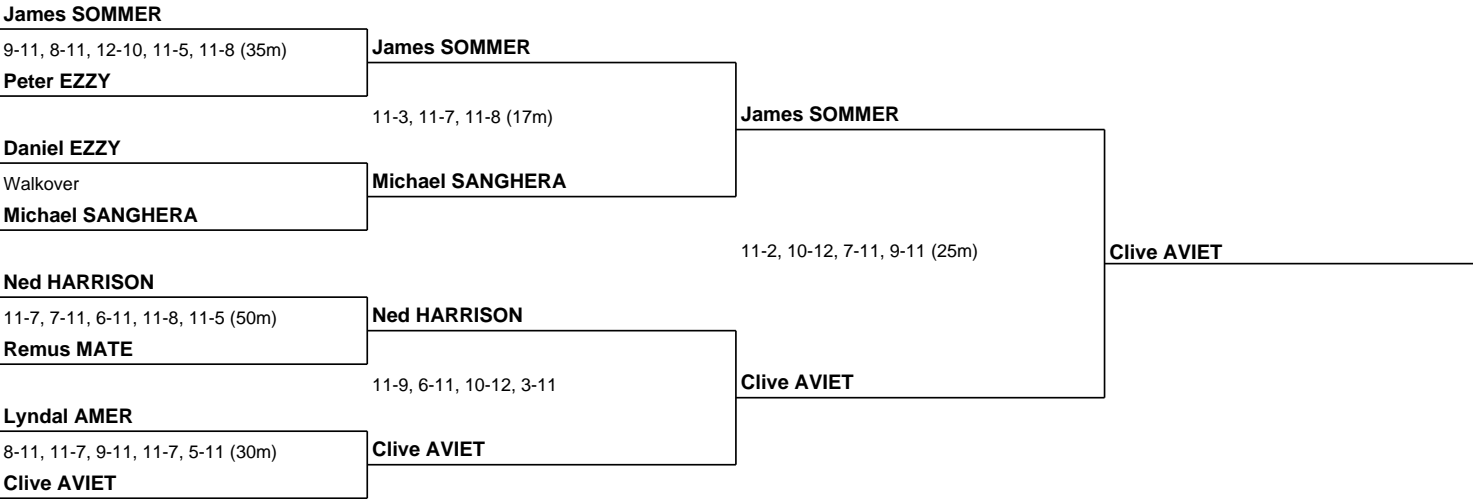 James SOMMER
9-11, 8-11, 12-10, 11-5, 11-8 (35m)
Peter EZZY
Daniel EZZY
Walkover
Michael SANGHERA
Ned HARRISON
11-7, 7-11, 6-11, 11-8, 11-5 (50m)
Remus MATE
Lyndal AMER
8-11, 11-7, 9-11, 11-7, 5-11 (30m)
Clive AVIET
James SOMMER
11-3, 11-7, 11-8 (17m)
Michael SANGHERA
Ned HARRISON
11-9, 6-11, 10-12, 3-11
Clive AVIET
James SOMMER
11-2, 10-12, 7-11, 9-11 (25m)
Clive AVIET
Clive AVIET